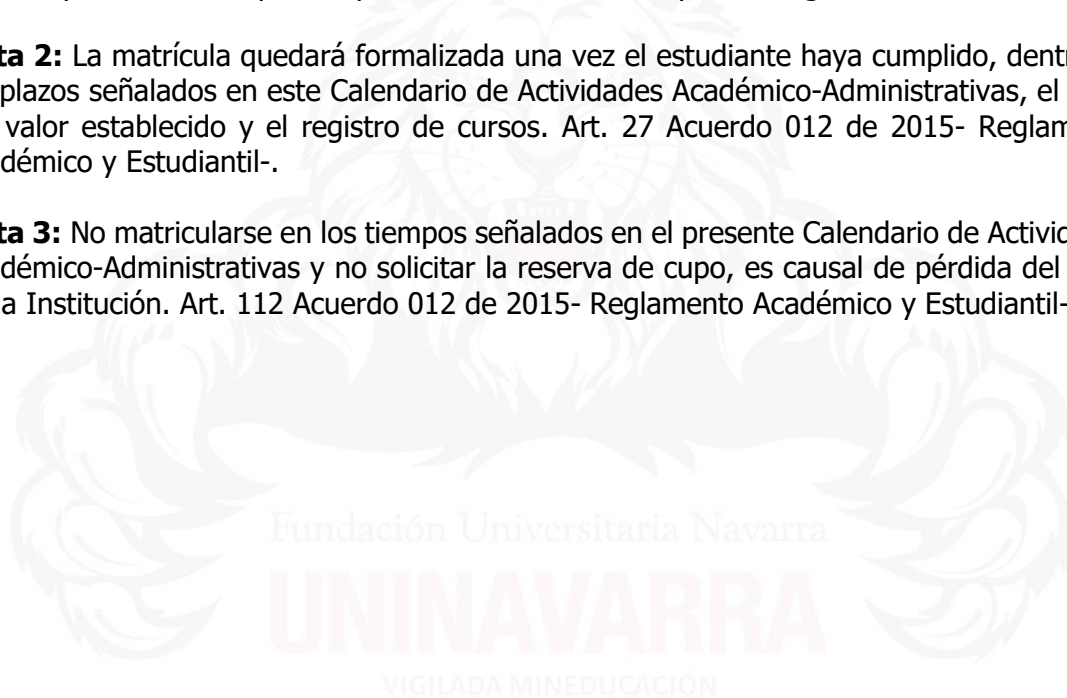 ta 2: La matrícula quedará formalizada una vez el estudiante haya cumplido, dent
plazos señalados en este Calendario de Actividades Académico-Administrativas, el
valor establecido y el registro de cursos. Art. 27 Acuerdo 012 de 2015- Reglam
démico y Estudiantil-.
ta 3: No matricularse en los tiempos señalados en el presente Calendario de Activid
démico-Administrativas y no solicitar la reserva de cupo, es causal de pérdida del
a Institución. Art. 112 Acuerdo 012 de 2015- Reglamento Académico y Estudiantil-
Fundación Universitaria Navarra
UNINAVARRA
VIGILADA MINEDUCACIÓN